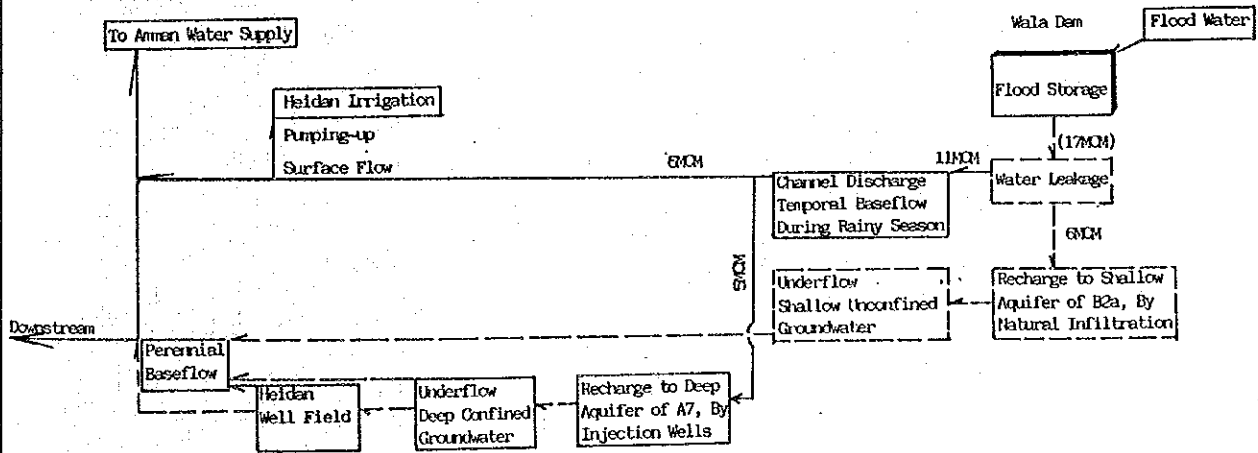 To Amman Water Supply
Wala Dam
Flood Water
Heidan Irrigation
Pumping-up
Surface Flow
Flood Storage
(17MCM)
6MCM
11MCM
Channel Discharge
Temporal Baseflow
During Rainy Season
Water Leakage
6MCM
5MCM
Underflow
Shallow Unconfined
Groundwater
Recharge to Shallow
Aquifer of B2a, By
Natural Infiltration
Downstream
Perennial
Baseflow
Heidan
Well Field
Underflow
Deep Confined
Groundwater
Recharge to Deep
Aquifer of A7, By
Injection Wells